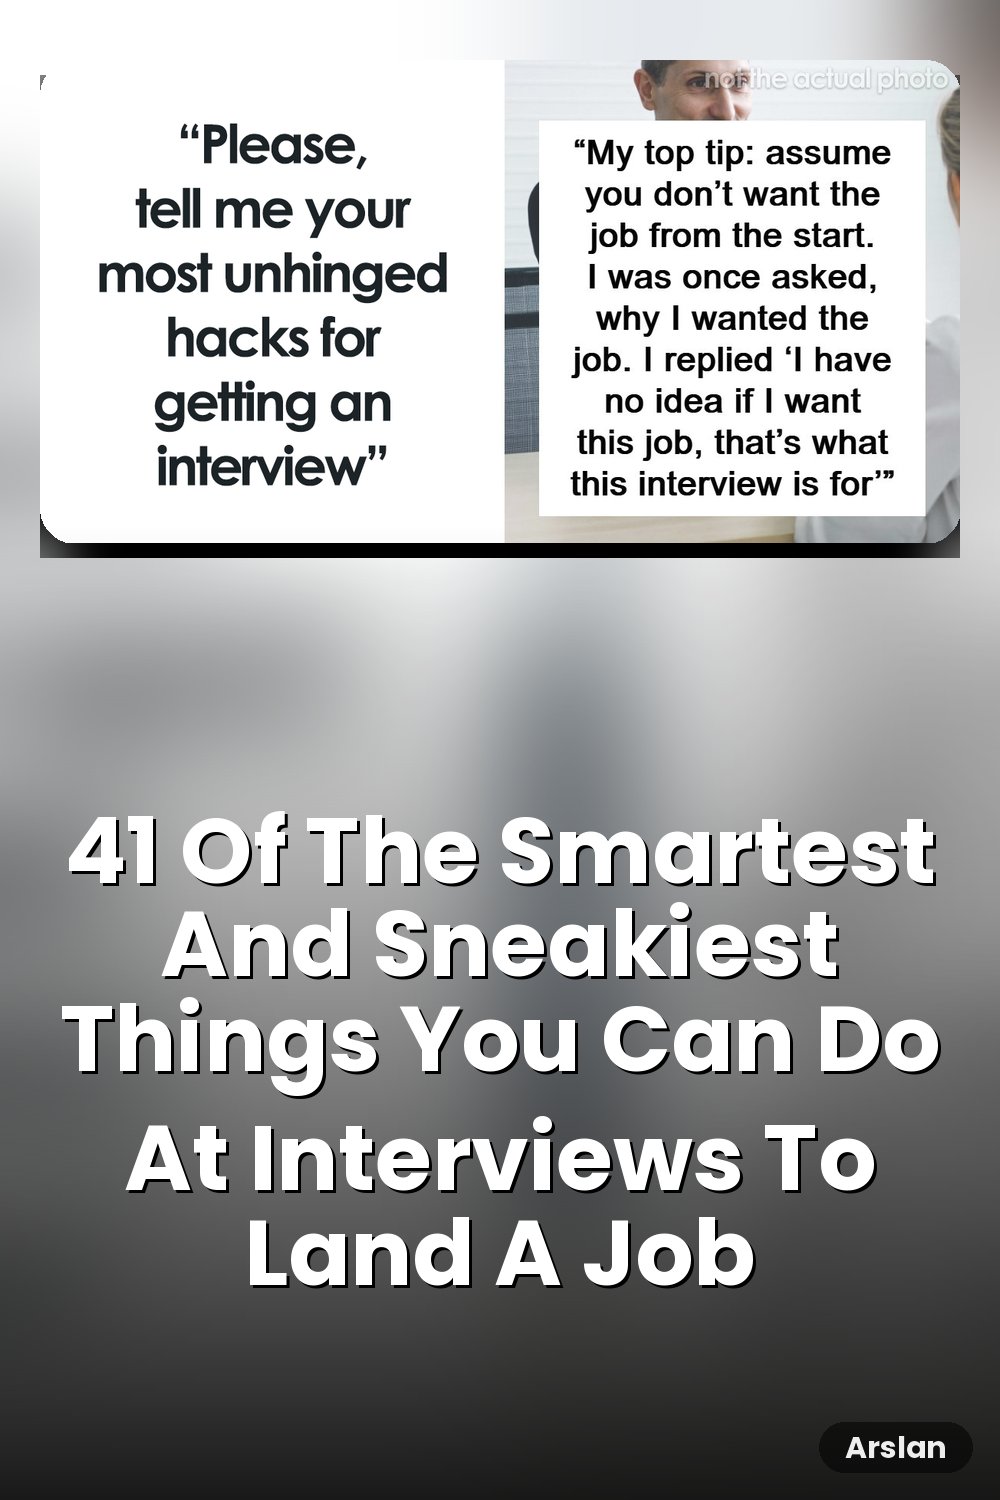 “Please,
tell me your
most unhinged
hacks for
getting an
interview”
not the actual photo
“My top tip: assume
you don’t want the
job from the start.
I was once asked,
why I wanted the
job. I replied ‘I have
no idea if I want
this job, that’s what
this interview is for’”
41 Of The Smartest
And Sneakiest
Things You Can Do
At Interviews To
Land A Job
Arslan